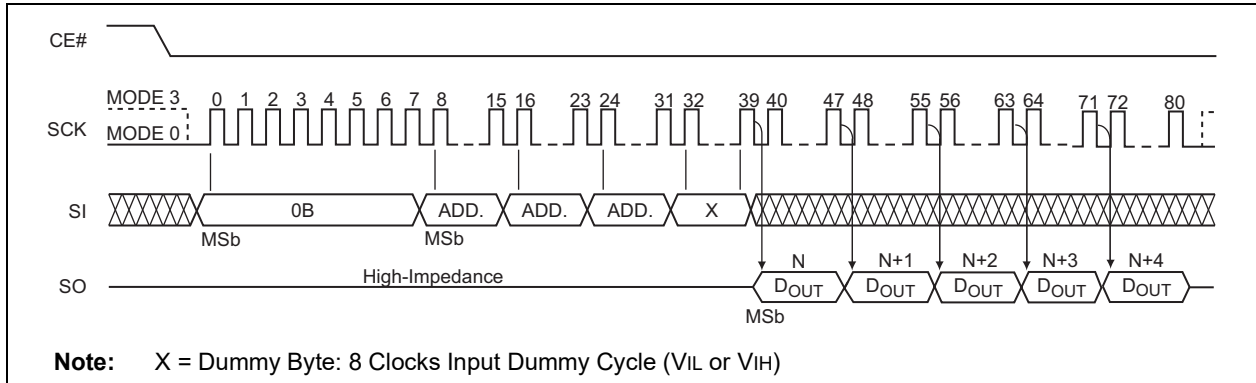 CE#
MODE 3 0 1 2 3 4 5 6 7 8 15 16 23 24 31 32 39 40 47 48 55 56 63 64 71 72 80
SCK MODE 0
SI 0B ADD. ADD. ADD. X
MSb MSb
High-Impedance N N+1 N+2 N+3 N+4
SO DOUT DOUT DOUT DOUT DOUT
MSb
Note: X = Dummy Byte: 8 Clocks Input Dummy Cycle (VIL or VIH)